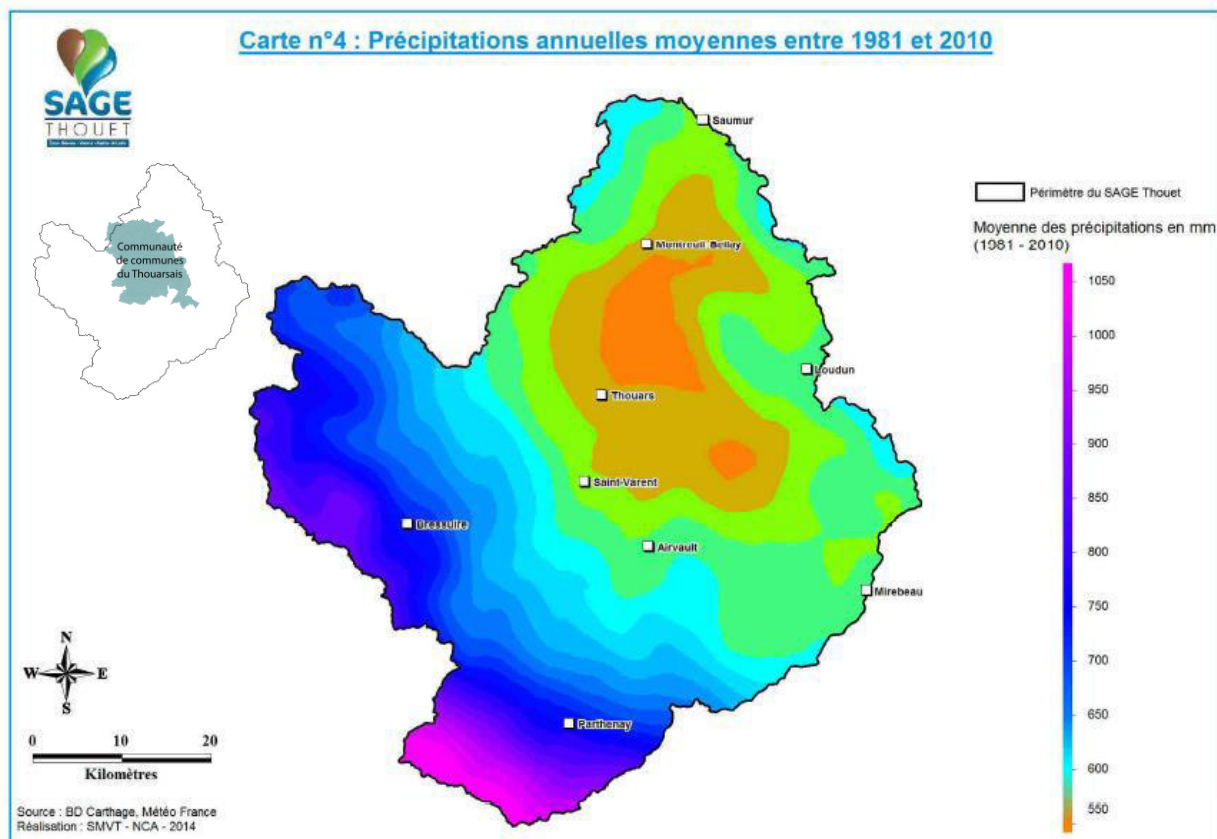 Carte n°4 : Précipitations annuelles moyennes entre 1981 et 2010
SAGE
THOUET
Communauté
de communes
du Thouarsais
Saumur
Montreuil-Bellay
Loudun
Thouars
Saint-Varent
Bressuire
Airvault
Mirebeau
Parthenay
Périmètre du SAGE Thouet
Moyenne des précipitations en mm
(1981 - 2010)
1050
1000
950
900
850
800
750
700
650
600
550
N
W E
S
0 10 20
Kilomètres
Source : BD Carthage, Météo France
Réalisation : SMVT - NCA - 2014